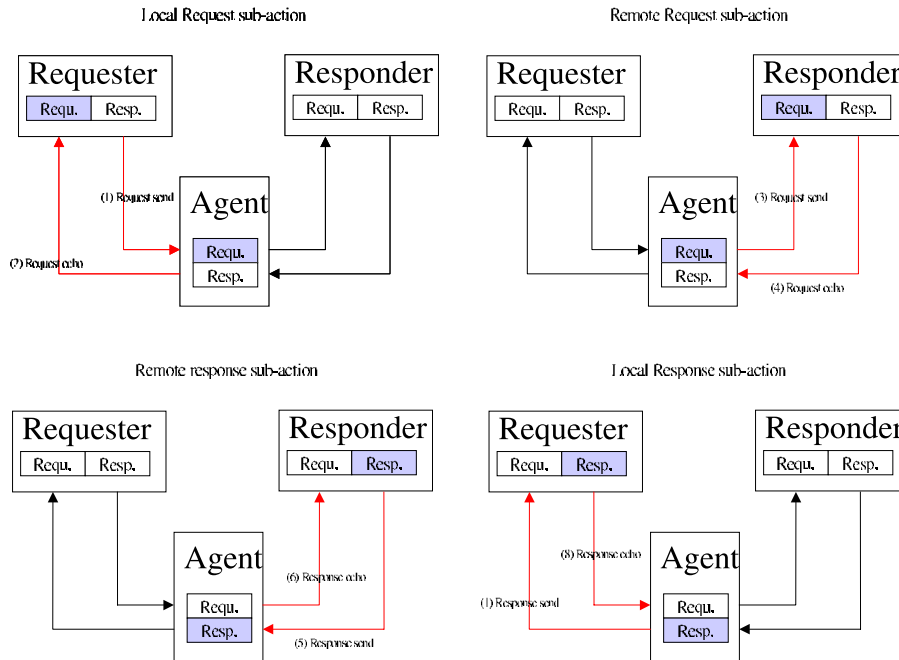 Local Request sub-action
Remote Request sub-action
Requester
Requ. Resp.
Responder
Requ. Resp.
(1) Request send
(2) Request echo
Agent
Requ.
Resp.
Requester
Requ. Resp.
Responder
Requ. Resp.
(3) Request send
Agent
Requ.
Resp.
(4) Request echo
Remote response sub-action
Local Response sub-action
Requester
Requ. Resp.
Responder
Requ. Resp.
Agent
(6) Response echo
Requ.
Resp.
(5) Response send
Requester
Requ. Resp.
Responder
Requ. Resp.
(8) Response echo
(1) Response send
Agent
Requ.
Resp.